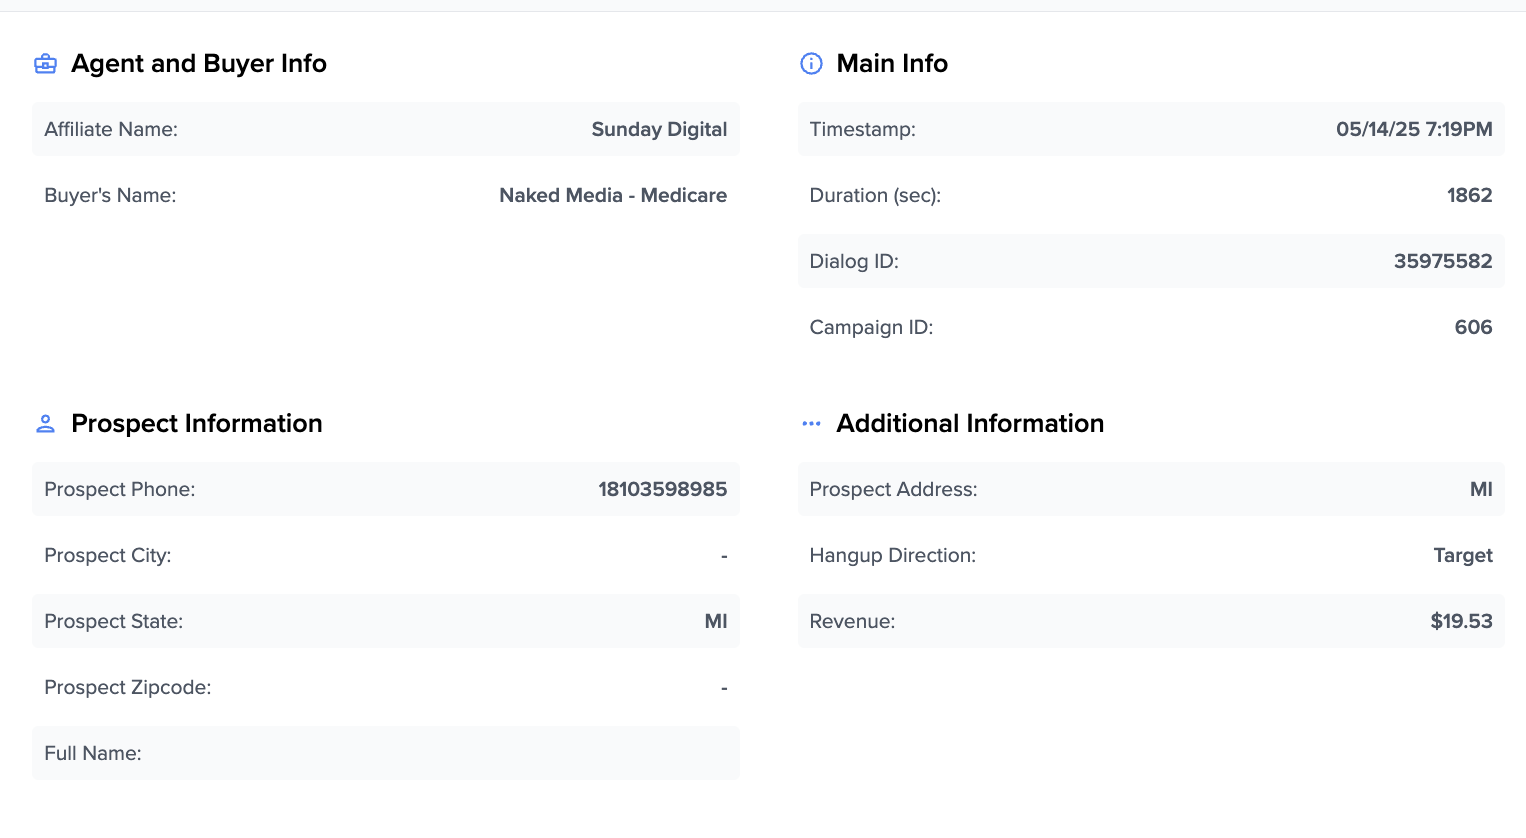 Agent and Buyer Info
Affiliate Name: Sunday Digital
Buyer's Name: Naked Media - Medicare
Main Info
Timestamp: 05/14/25 7:19PM
Duration (sec): 1862
Dialog ID: 35975582
Campaign ID: 606
Prospect Information
Prospect Phone: 18103598985
Prospect City: -
Prospect State: MI
Prospect Zipcode: -
Full Name:
Additional Information
Prospect Address: MI
Hangup Direction: Target
Revenue: $19.53